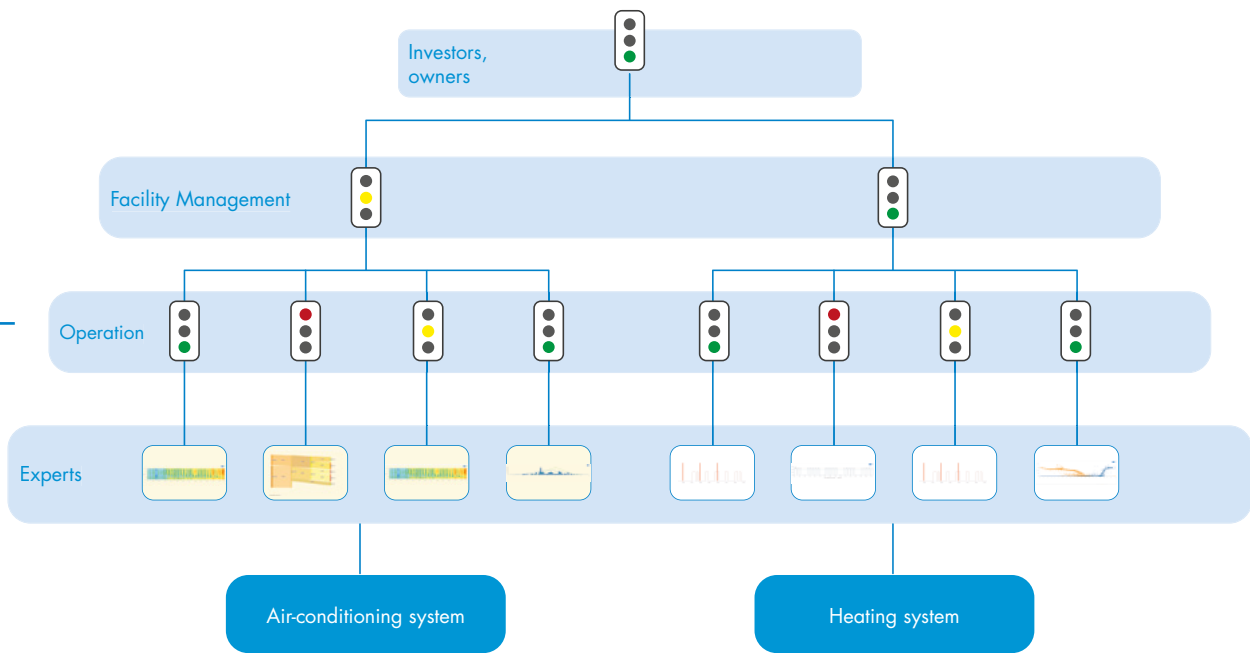 Investors,
owners
Facility Management
Operation
Experts
Air-conditioning system
Heating system